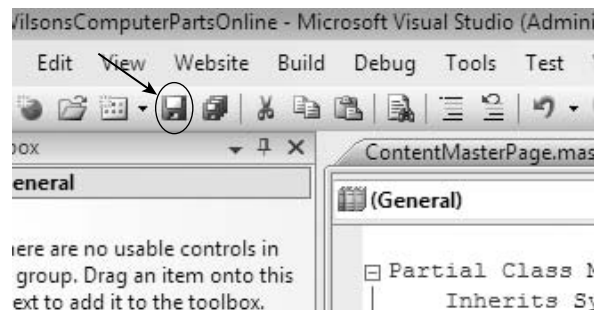 VilsonsComputerPartsOnline - Microsoft Visual Studio (Admini
Edit View Website Build Debug Tools Test
box
ContentMasterPage.mas
eneral
(General)
here are no usable controls in
group. Drag an item onto this
ext to add it to the toolbox.
Partial Class M
Inherits Sy